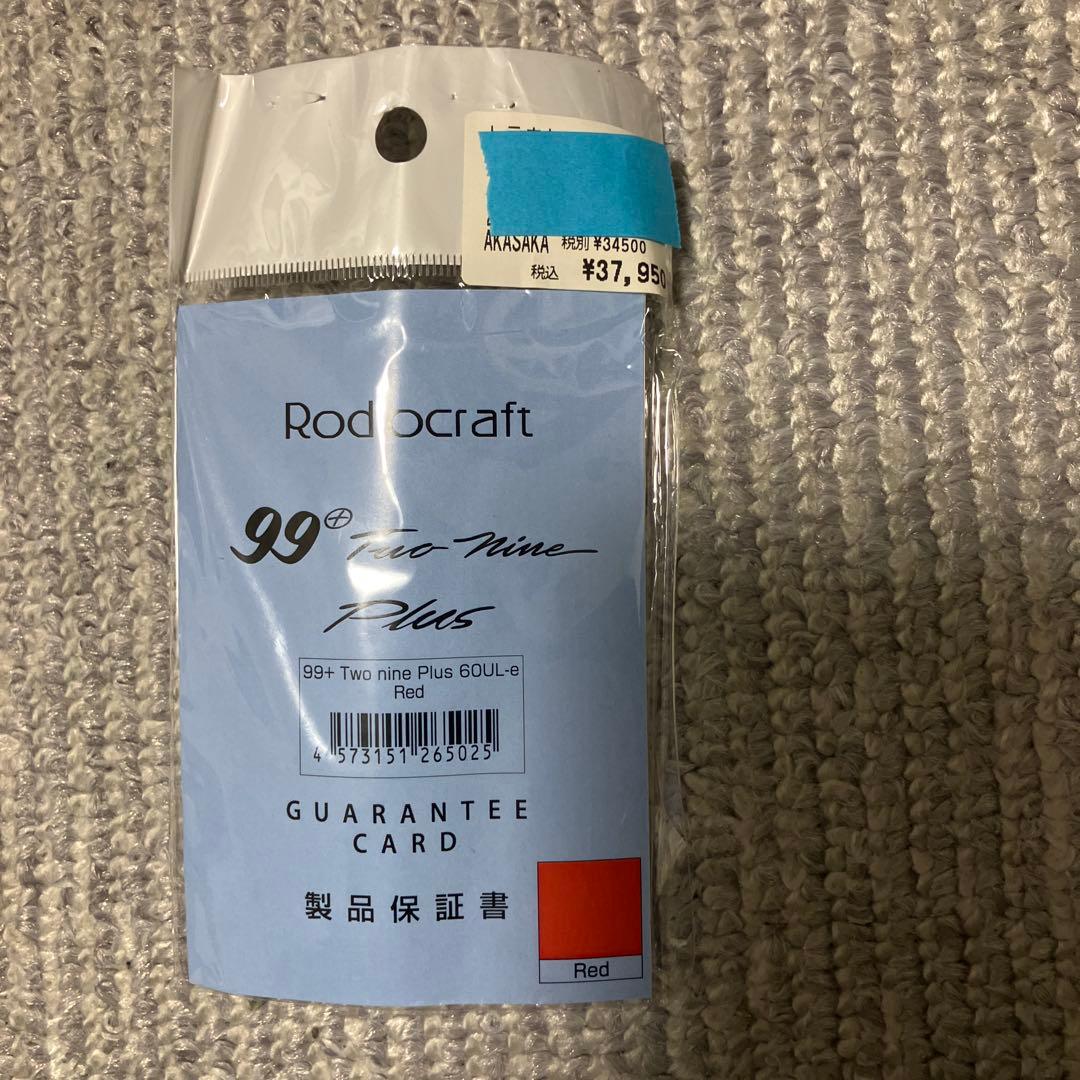 AKASAKA 税別 ¥34500
税込 ¥37,950
Rodiocraft
99+ Two nine
Plus
99+ Two nine Plus 60UL-e
Red
4 573151 265025
GUARANTEE
CARD
製品保証書
Red